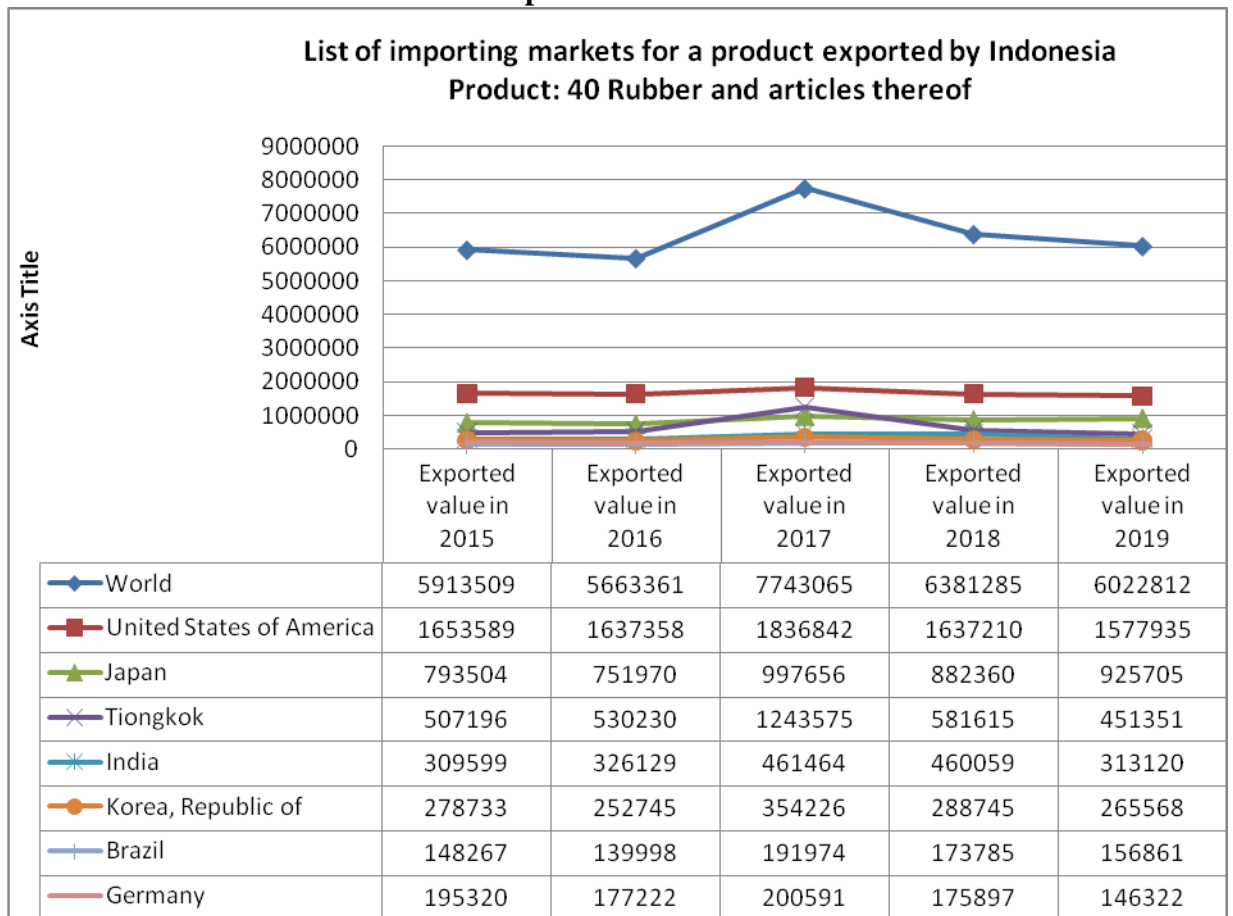 List of importing markets for a product exported by Indonesia
Product: 40 Rubber and articles thereof
Axis Title
9000000
8000000
7000000
6000000
5000000
4000000
3000000
2000000
1000000
0
Exported value in 2015 Exported value in 2016 Exported value in 2017 Exported value in 2018 Exported value in 2019
World 5913509 5663361 7743065 6381285 6022812
United States of America 1653589 1637358 1836842 1637210 1577935
Japan 793504 751970 997656 882360 925705
Tiongkok 507196 530230 1243575 581615 451351
India 309599 326129 461464 460059 313120
Korea, Republic of 278733 252745 354226 288745 265568
Brazil 148267 139998 191974 173785 156861
Germany 195320 177222 200591 175897 146322